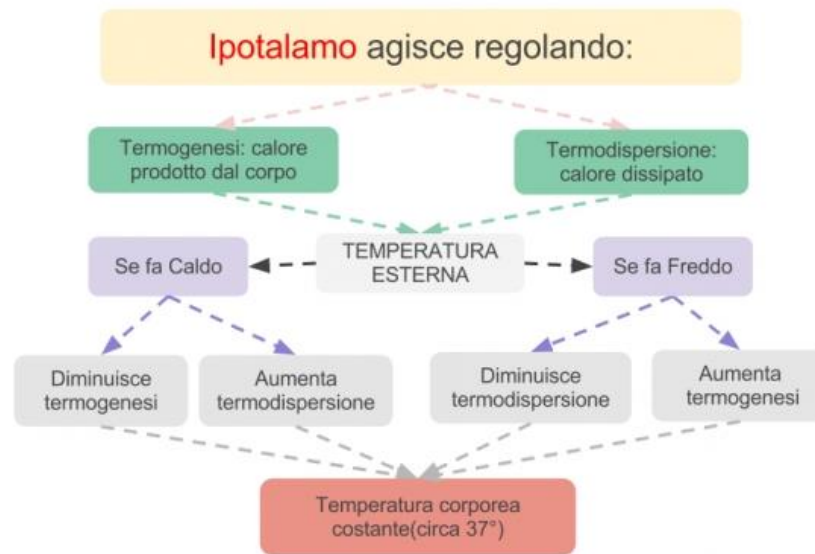 Ipotalamo agisce regolando:
Termogenesi: calore
prodotto dal corpo
Termodispersione:
calore dissipato
TEMPERATURA
ESTERNA
Se fa Caldo
Se fa Freddo
Diminuisce
termogenesi
Aumenta
termodispersione
Diminuisce
termodispersione
Aumenta
termogenesi
Temperatura corporea
costante(circa 37°)